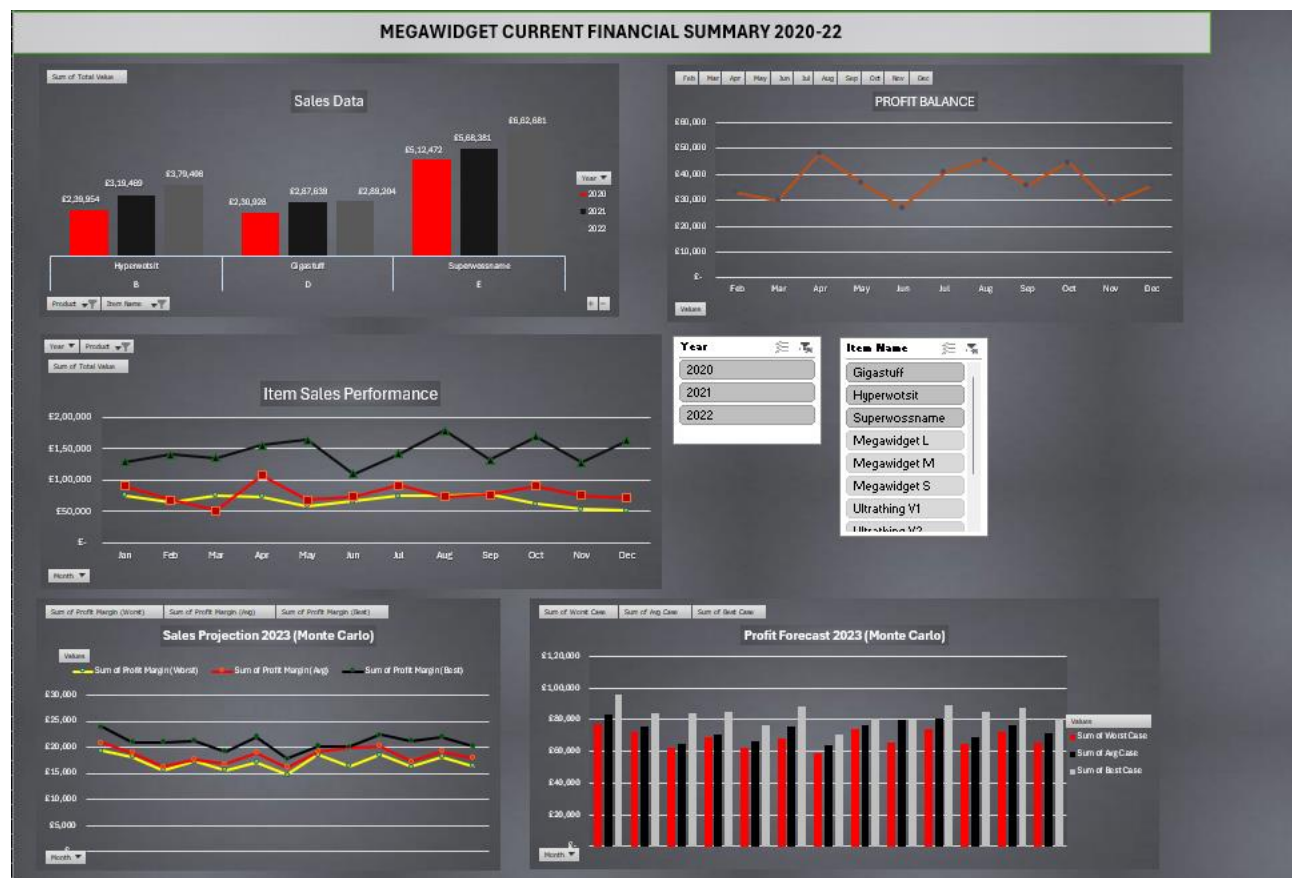 MEGAWIDGET CURRENT FINANCIAL SUMMARY 2020-22
Sum of Total Value
Sales Data
£2,39,954
£3,19,469
£2,30,928
£2,89,204
£5,12,472
£5,68,381
£6,62,681
Year
2020
2021
2022
Hyperwotsit
Gigastuff
Superwossname
B
D
E
Product
Item Name
+ -
Feb Mar Apr May Jun Jul Aug Sep Oct Nov Dec
PROFIT BALANCE
£60,000
£50,000
£40,000
£30,000
£20,000
£10,000
£-
Feb Mar Apr May Jun Jul Aug Sep Oct Nov Dec
Values
Year Product
Sum of Total Value
Item Sales Performance
£2,00,000
£1,50,000
£1,00,000
£50,000
£-
Jan Feb Mar Apr May Jun Jul Aug Sep Oct Nov Dec
Month
Year
2020
2021
2022
Item Name
Gigastuff
Hyperwotsit
Superwossname
Megawidget L
Megawidget M
Megawidget S
Ultrathing V1
Ultrathing V2
Sum of Profit Margin (Worst) Sum of Profit Margin (Avg) Sum of Profit Margin (Best)
Sales Projection 2023 (Monte Carlo)
Values
Sum of Profit Margin (Worst) Sum of Profit Margin (Avg) Sum of Profit Margin (Best)
£30,000
£25,000
£20,000
£15,000
£10,000
£5,000
Month
Sum of Worst Case Sum of Avg Case Sum of Best Case
Profit Forecast 2023 (Monte Carlo)
£1,20,000
£1,00,000
£80,000
£60,000
£40,000
£20,000
£-
Values
Sum of Worst Case
Sum of Avg Case
Sum of Best Case
Month